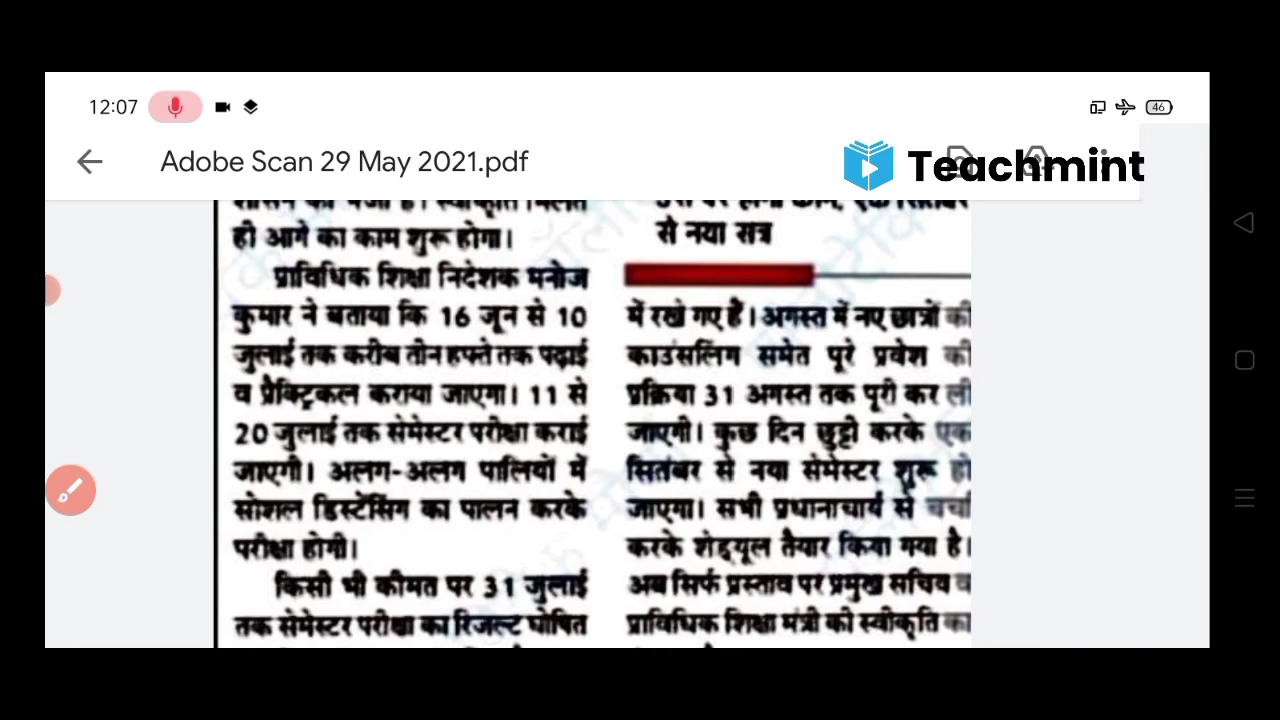 12:07
46
Adobe Scan 29 May 2021.pdf
Teachmint
ही आगे का काम शुरू होगा।
प्राविधिक शिक्षा निदेशक मनोज
कुमार ने बताया कि 16 जून से 10
जुलाई तक करीब तीन हफ्ते तक पढ़ाई
व प्रैक्ट्रिकल कराया जाएगा। 11 से
20 जुलाई तक सेमेस्टर परीक्षा कराई
जाएगी। अलग-अलग पालियों में
सोशल डिस्टेंसिंग का पालन करके
परीक्षा होगी।
किसी भी कीमत पर 31 जुलाई
तक सेमेस्टर परीक्षा का रिजल्ट घोषित
से नया सत्र
में रखे गए हैं। अगस्त में नए छात्रों की
काउंसलिंग समेत पूरे प्रवेश की
प्रक्रिया 31 अगस्त तक पूरी कर ली
जाएगी। कुछ दिन छुट्टी करके एक
सितंबर से नया सेमेस्टर शुरू हो
जाएगा। सभी प्रधानाचार्य से चर्चा
करके शेड्यूल तैयार किया गया है।
अब सिर्फ प्रस्ताव पर प्रमुख सचिव व
प्राविधिक शिक्षा मंत्री की स्वीकृति का